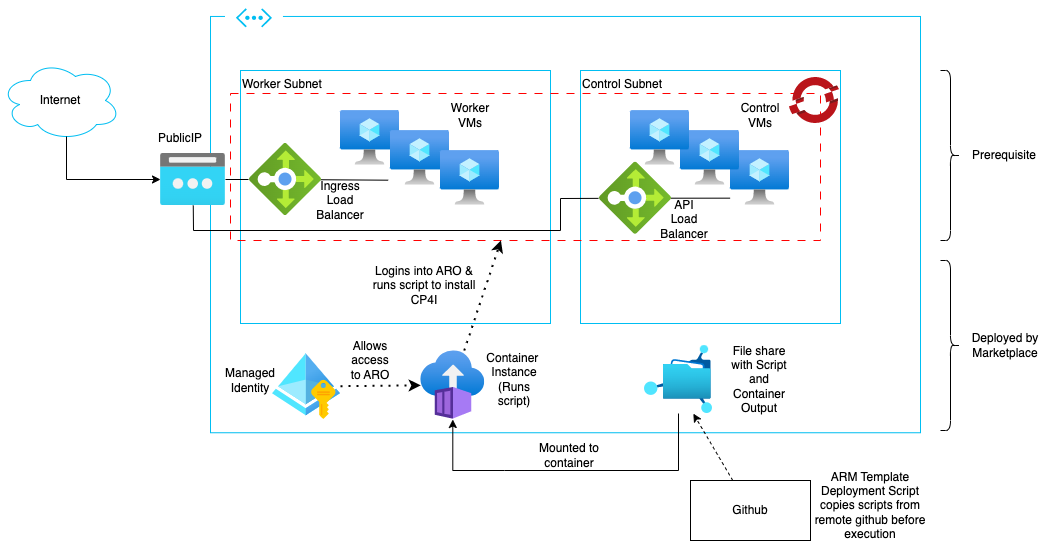 Worker Subnet
Control Subnet
Internet
Worker
VMs
Control
VMs
PublicIP
Prerequisite
Ingress
Load
Balancer
API
Load
Balancer
Logins into ARO &
runs script to install
CP4I
Deployed by
Marketplace
Allows
access
to ARO
Managed
Identity
Container
Instance
(Runs
script)
File share
with Script
and
Container
Output
Mounted to
container
Github
ARM Template
Deployment Script
copies scripts from
remote github before
execution